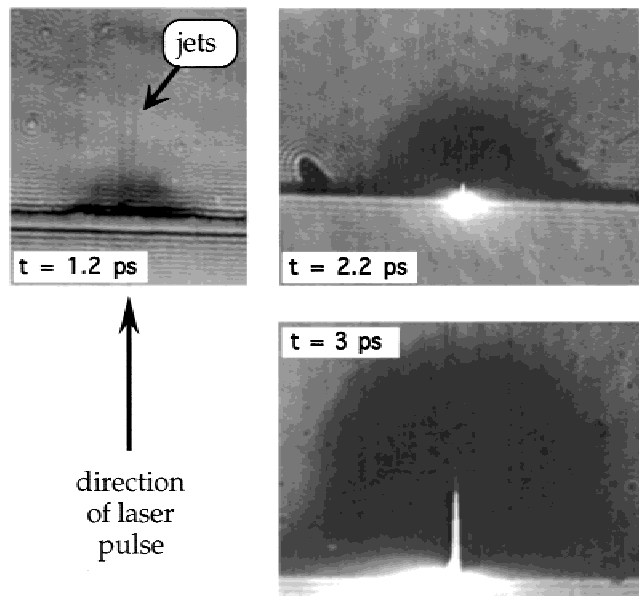 jets
t = 1.2 ps
t = 2.2 ps
t = 3 ps
direction
of laser
pulse